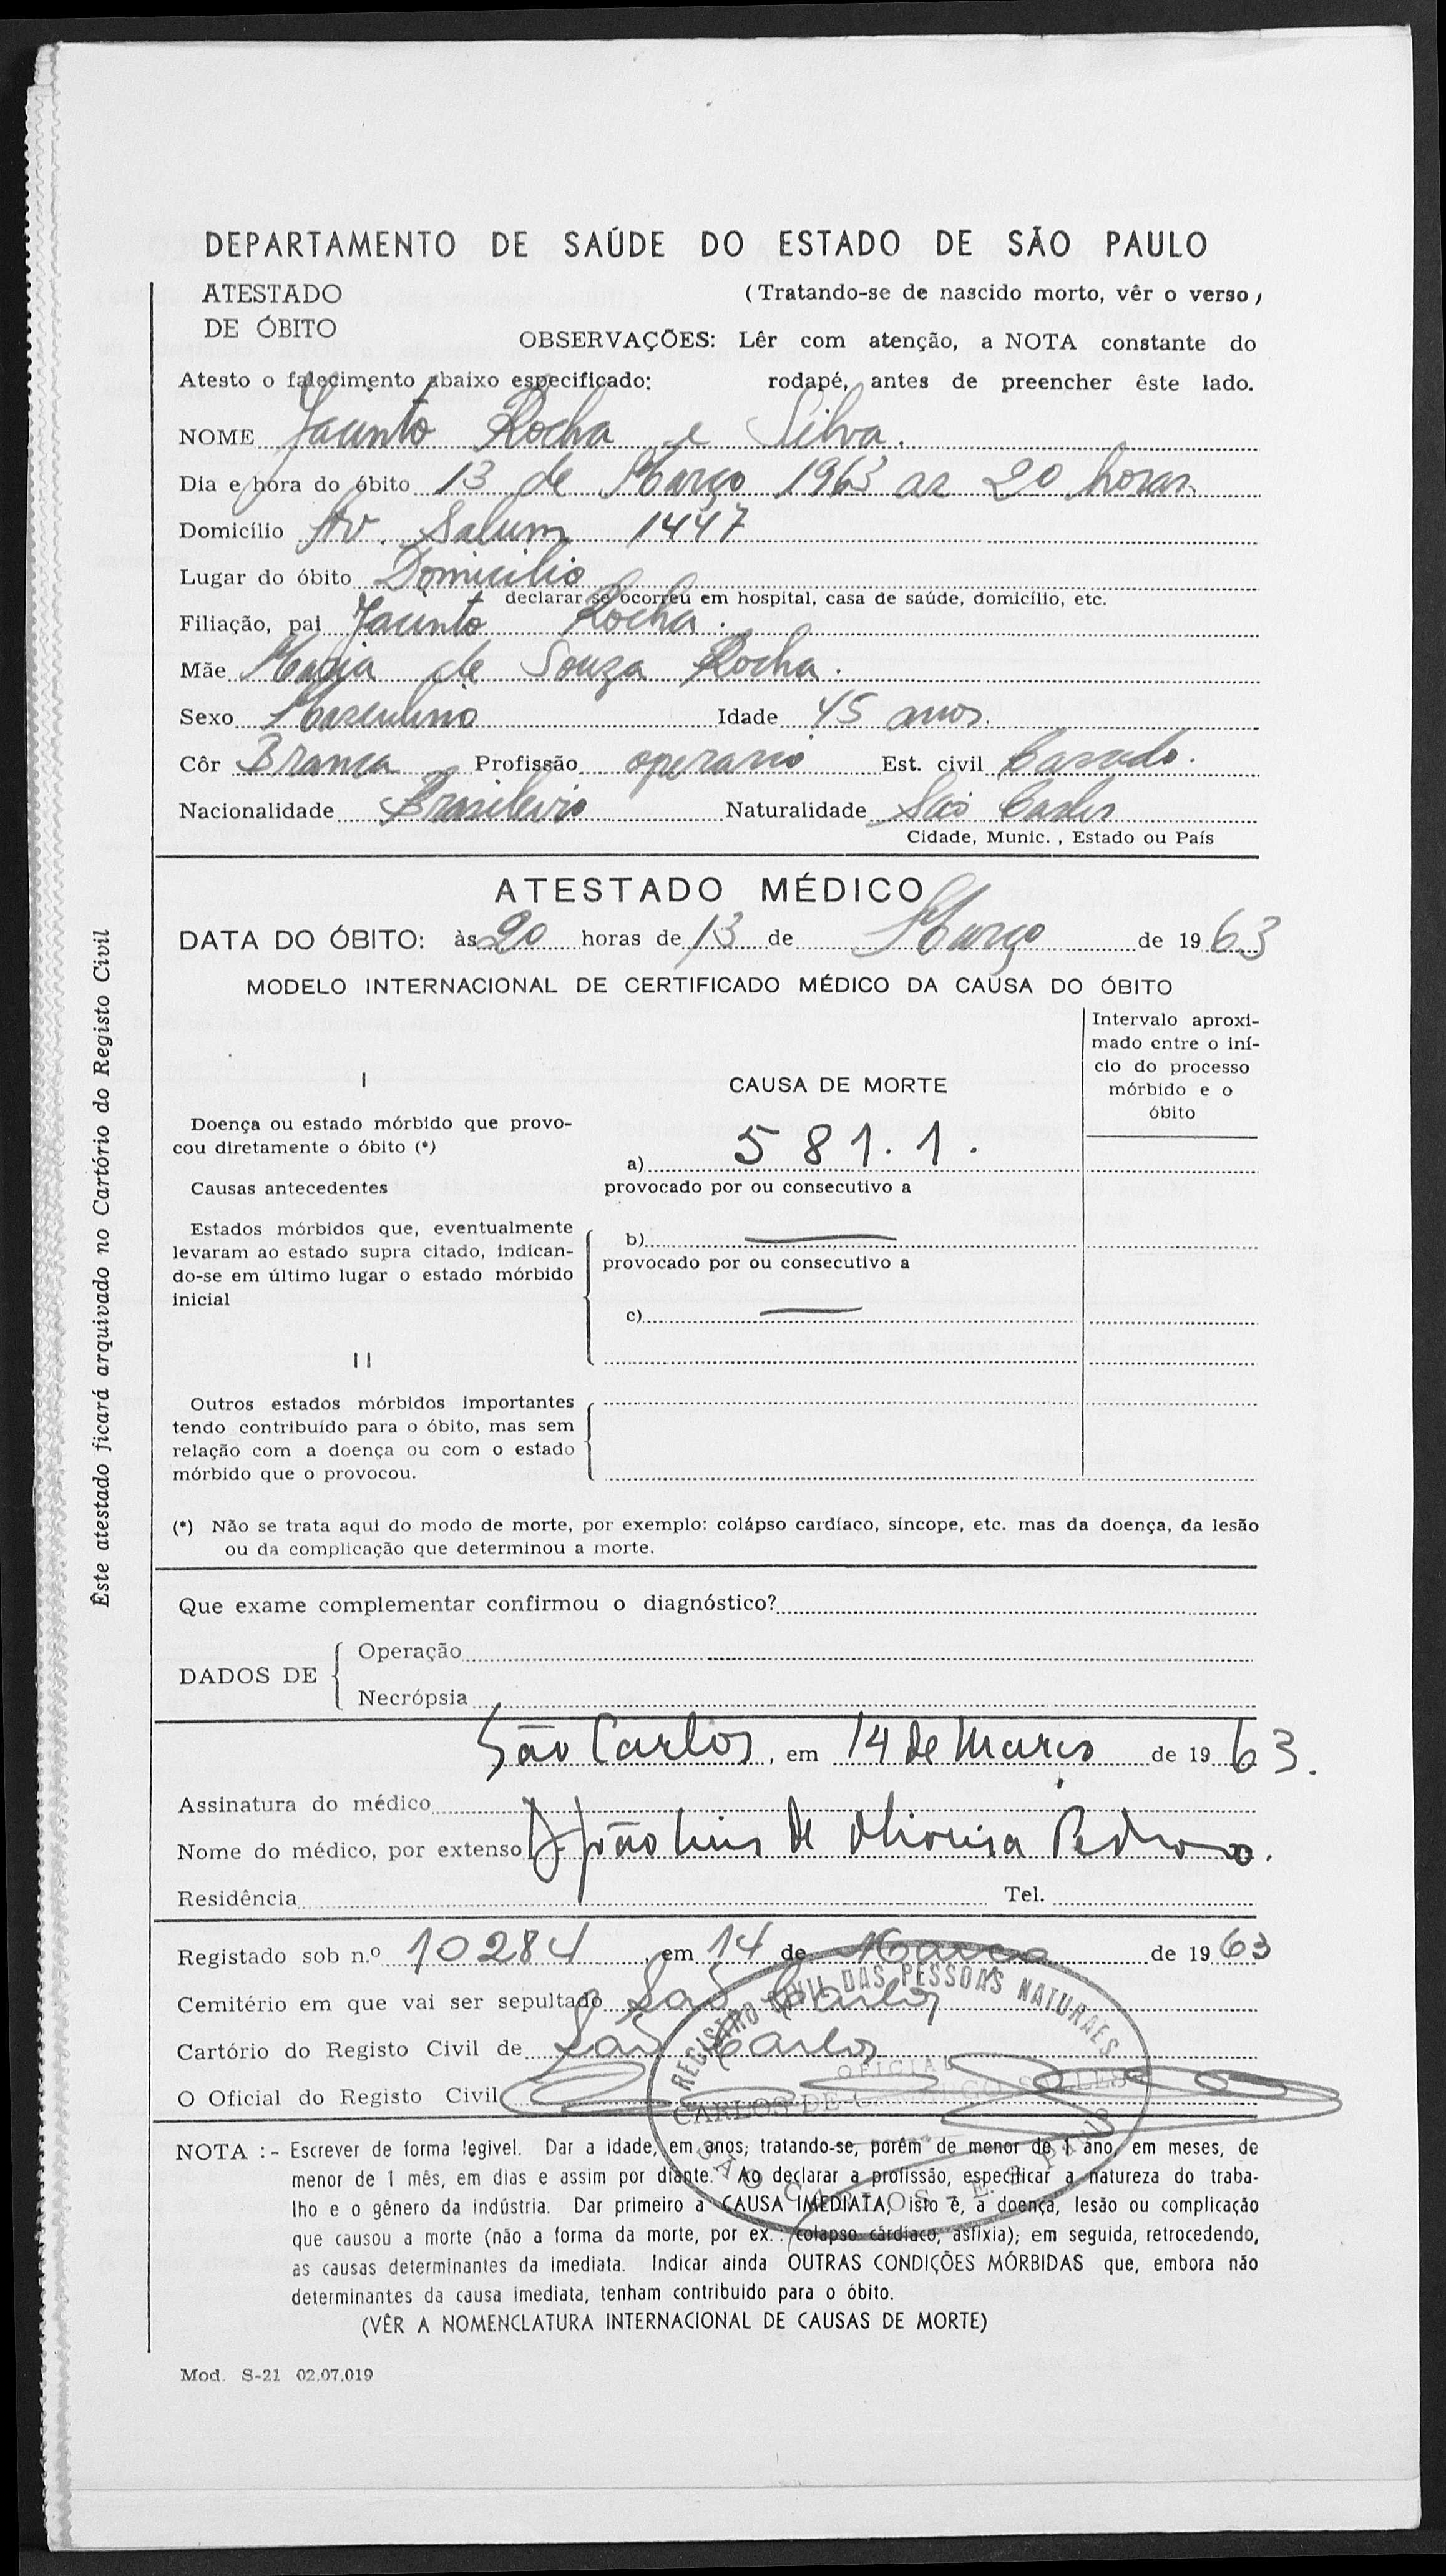 DEPARTAMENTO DE SAÚDE DO ESTADO DE SÃO PAULO
ATESTADO
DE ÓBITO
(Tratando-se de nascido morto, vêr o verso)
OBSERVAÇÕES: Lêr com atenção, a NOTA constante do
Atesto o falecimento abaixo especificado: rodapé, antes de preencher êste lado.
NOME Jacinto Rocha e Silva.
Dia e hora do óbito 13 de Março 1963 as 20 horas
Domicílio Av. Salum 1447
Lugar do óbito Domicilio
declarar se ocorreu em hospital, casa de saúde, domicílio, etc.
Filiação, pai Jacinto Rocha.
Mãe Maria de Souza Rocha.
Sexo Masculino Idade 45 anos.
Côr Branca Profissão operario Est. civil Casado.
Nacionalidade Brasileiro Naturalidade São Carlos
Cidade, Munic., Estado ou País
ATESTADO MÉDICO
DATA DO ÓBITO: às 20 horas de 13 de Março de 1963
MODELO INTERNACIONAL DE CERTIFICADO MÉDICO DA CAUSA DO ÓBITO
Intervalo aproxi-
mado entre o iní-
cio do processo
mórbido e o
óbito
I
CAUSA DE MORTE
Doença ou estado mórbido que provo-
cou diretamente o óbito (*)
a) 581.1.
Causas antecedentes
provocado por ou consecutivo a
Estados mórbidos que, eventualmente
levaram ao estado supra citado, indican-
do-se em último lugar o estado mórbido
inicial
b)
provocado por ou consecutivo a
c)
II
Outros estados mórbidos importantes
tendo contribuído para o óbito, mas sem
relação com a doença ou com o estado
mórbido que o provocou.
(*) Não se trata aqui do modo de morte, por exemplo: colápso cardíaco, síncope, etc. mas da doença, da lesão
ou da complicação que determinou a morte.
Que exame complementar confirmou o diagnóstico?
DADOS DE
Operação
Necrópsia
São Carlos, em 14 de Março de 1963.
Assinatura do médico
Nome do médico, por extenso Dr João Luis de Oliveira Pedroso.
Residência Tel.
Registado sob n.º 10284, em 14 de Março de 1963
Cemitério em que vai ser sepultado São Carlos
Cartório do Registo Civil de São Carlos
O Oficial do Registo Civil
REGISTRO CIVIL DAS PESSOAS NATURAES
OFICIAL
CARLOS DE CAMARGO SALLES
SÃO CARLOS - E. S. PAULO
NOTA :- Escrever de forma legivel. Dar a idade, em anos; tratando-se, porém de menor de 1 ano, em meses, de
menor de 1 mês, em dias e assim por diante. Ao declarar a profissão, especificar a natureza do traba-
lho e o gênero da indústria. Dar primeiro a CAUSA IMEDIATA, isto é, a doença, lesão ou complicação
que causou a morte (não a forma da morte, por ex.: colapso cárdiaco, asfixia); em seguida, retrocedendo,
as causas determinantes da imediata. Indicar ainda OUTRAS CONDIÇÕES MÓRBIDAS que, embora não
determinantes da causa imediata, tenham contribuido para o óbito.
(VÊR A NOMENCLATURA INTERNACIONAL DE CAUSAS DE MORTE)
Mod. S-21 02.07.019
Êste atestado ficará arquivado no Cartório do Registo Civil